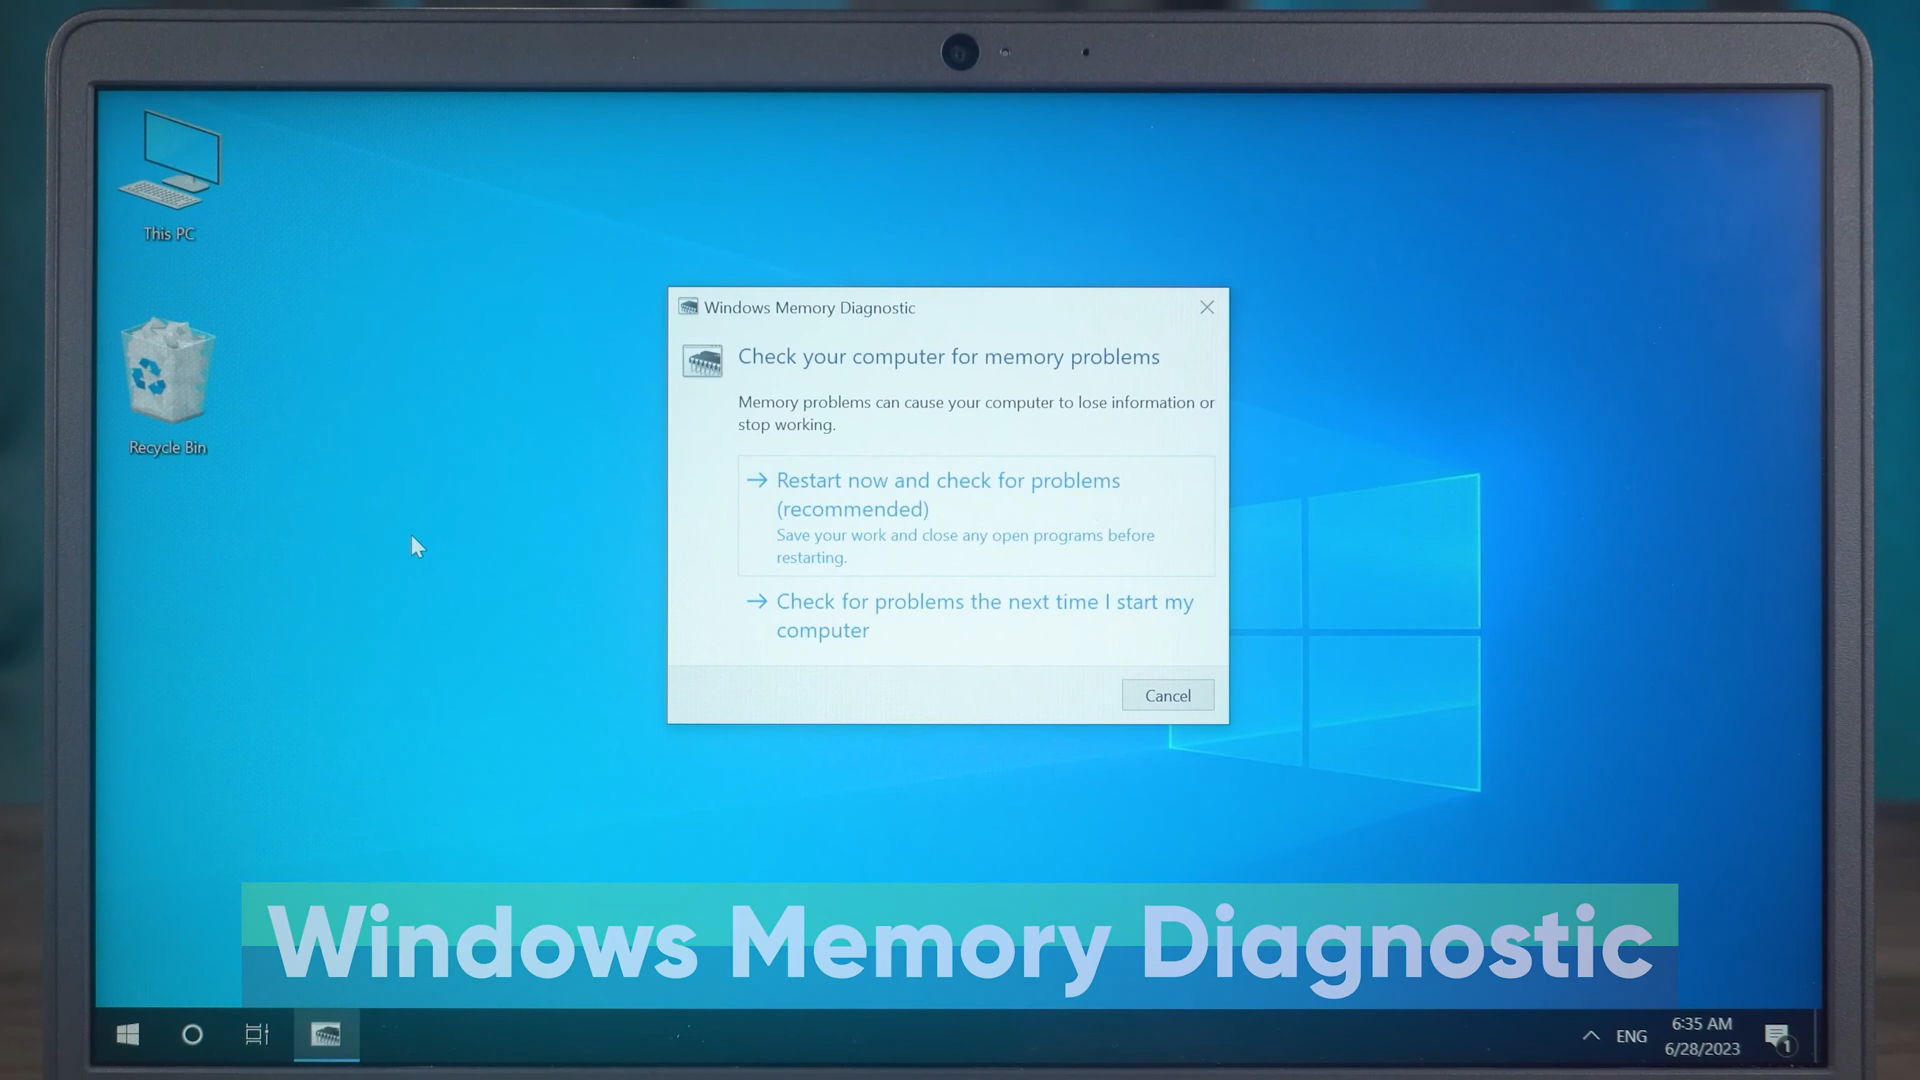 This PC
Recycle Bin
Windows Memory Diagnostic
Check your computer for memory problems
Memory problems can cause your computer to lose information or
stop working.
Restart now and check for problems
(recommended)
Save your work and close any open programs before
restarting.
Check for problems the next time I start my
computer
Cancel
Windows Memory Diagnostic
ENG
6:35 AM
6/28/2023
1